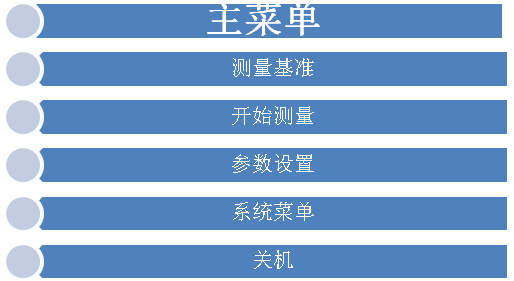 主菜单
测量基准
开始测量
参数设置
系统菜单
关机